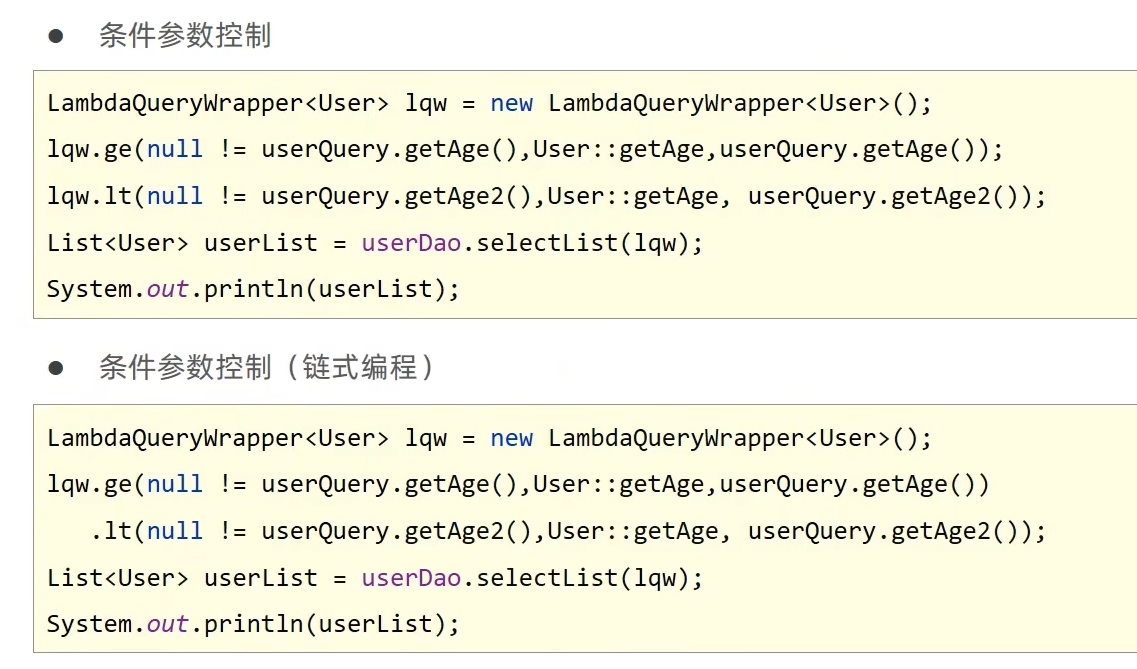 ● 条件参数控制
LambdaQueryWrapper<User> lqw = new LambdaQueryWrapper<User>();
lqw.ge(null != userQuery.getAge(),User::getAge,userQuery.getAge());
lqw.lt(null != userQuery.getAge2(),User::getAge, userQuery.getAge2());
List<User> userList = userDao.selectList(lqw);
System.out.println(userList);
● 条件参数控制（链式编程）
LambdaQueryWrapper<User> lqw = new LambdaQueryWrapper<User>();
lqw.ge(null != userQuery.getAge(),User::getAge,userQuery.getAge())
   .lt(null != userQuery.getAge2(),User::getAge, userQuery.getAge2());
List<User> userList = userDao.selectList(lqw);
System.out.println(userList);